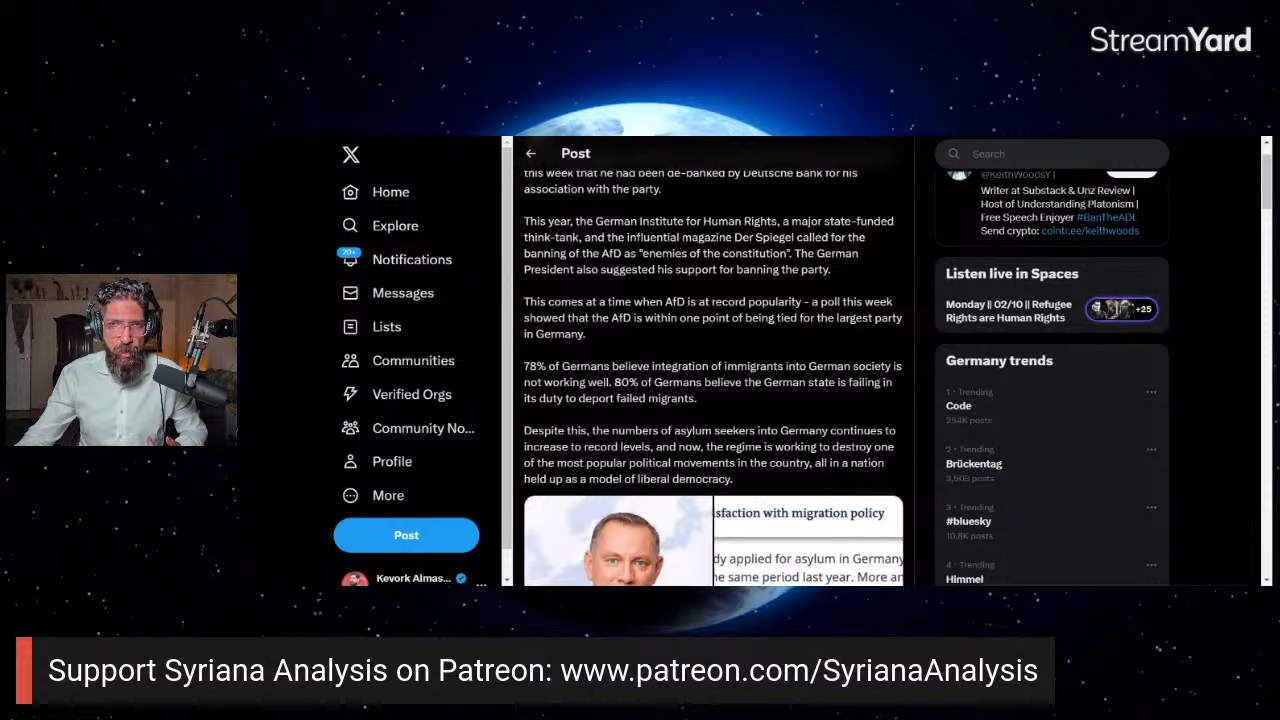 StreamYard
Home
Explore
20+
Notifications
Messages
Lists
Communities
Verified Orgs
Community No...
Profile
More
Post
Kevork Almas...
Post
this week that he had been de-banked by Deutsche Bank for his
association with the party.
This year, the German Institute for Human Rights, a major state-funded
think-tank, and the influential magazine Der Spiegel called for the
banning of the AfD as "enemies of the constitution". The German
President also suggested his support for banning the party.
This comes at a time when AfD is at record popularity - a poll this week
showed that the AfD is within one point of being tied for the largest party
in Germany.
78% of Germans believe integration of immigrants into German society is
not working well. 80% of Germans believe the German state is failing in
its duty to deport failed migrants.
Despite this, the numbers of asylum seekers into Germany continues to
increase to record levels, and now, the regime is working to destroy one
of the most popular political movements in the country, all in a nation
held up as a model of liberal democracy.
sfaction with migration policy
dy applied for asylum in Germany
ne same period last year. More an
Search
@KeithWoodsYT
Writer at Substack & Unz Review |
Host of Understanding Platonism |
Free Speech Enjoyer #BanTheADL
Send crypto: cointr.ee/keithwoods
Listen live in Spaces
Monday || 02/10 || Refugee
Rights are Human Rights
+25
Germany trends
1 · Trending
Code
254K posts
2 · Trending
Brückentag
3,503 posts
3 · Trending
#bluesky
10.8K posts
4 · Trending
Himmel
Support Syriana Analysis on Patreon: www.patreon.com/SyrianaAnalysis